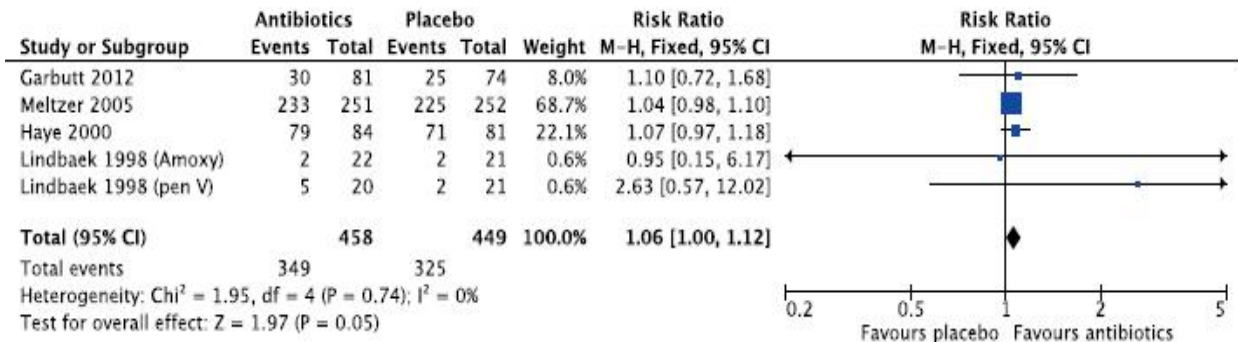 Antibiotics Placebo Risk Ratio Risk Ratio
Study or Subgroup Events Total Events Total Weight M-H, Fixed, 95% CI M-H, Fixed, 95% CI
Garbutt 2012 30 81 25 74 8.0% 1.10 [0.72, 1.68]
Meltzer 2005 233 251 225 252 68.7% 1.04 [0.98, 1.10]
Haye 2000 79 84 71 81 22.1% 1.07 [0.97, 1.18]
Lindbaek 1998 (Amoxy) 2 22 2 21 0.6% 0.95 [0.15, 6.17]
Lindbaek 1998 (pen V) 5 20 2 21 0.6% 2.63 [0.57, 12.02]
Total (95% CI) 458 449 100.0% 1.06 [1.00, 1.12]
Total events 349 325
Heterogeneity: Chi² = 1.95, df = 4 (P = 0.74); I² = 0%
Test for overall effect: Z = 1.97 (P = 0.05)
0.2 0.5 1 2 5
Favours placebo Favours antibiotics